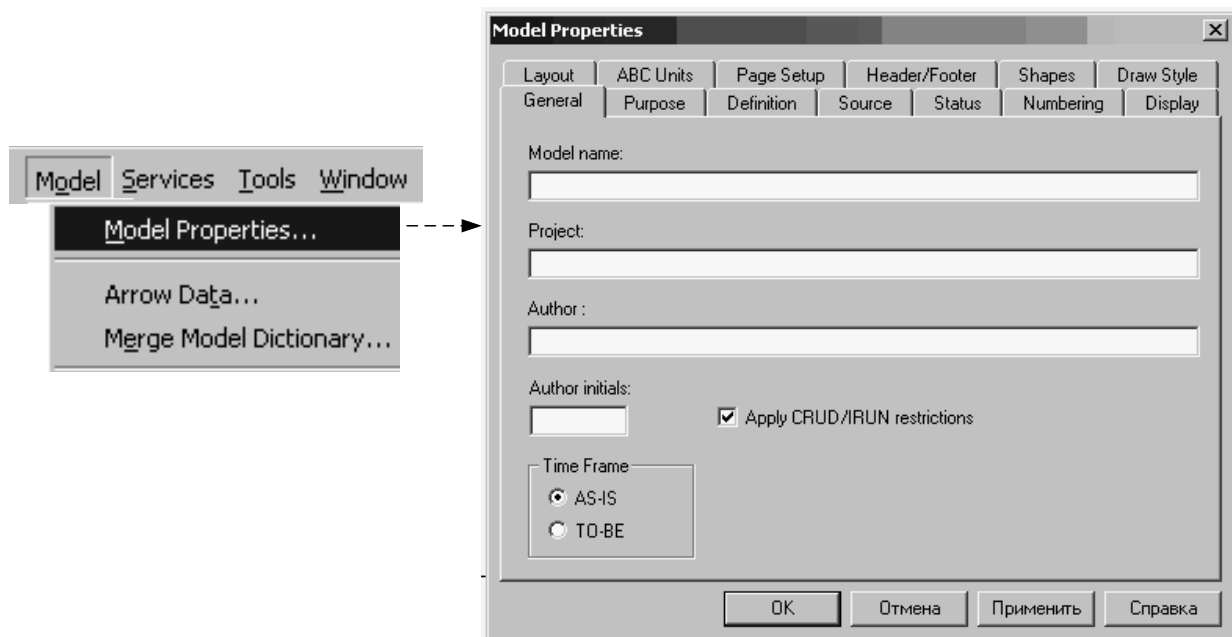 Model Services Tools Window
Model Properties...
Arrow Data...
Merge Model Dictionary...
Model Properties
Layout ABC Units Page Setup Header/Footer Shapes Draw Style
General Purpose Definition Source Status Numbering Display
Model name:
Project:
Author :
Author initials:
Apply CRUD/IRUN restrictions
Time Frame
AS-IS
TO-BE
OK Отмена Применить Справка